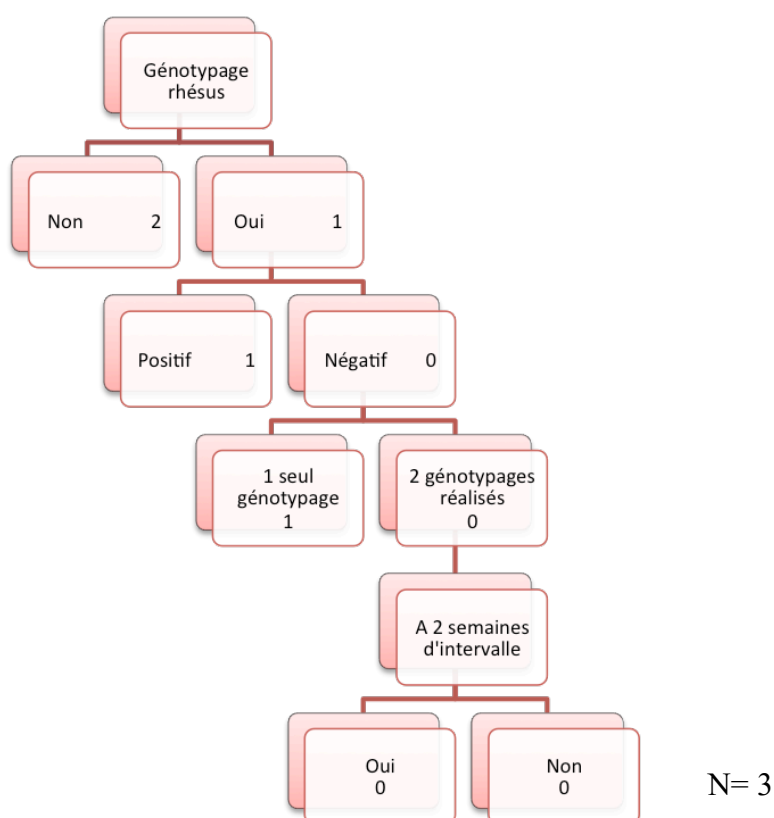 Génotypage
rhésus
Non 2
Oui 1
Positif 1
Négatif 0
1 seul
génotypage
1
2 génotypages
réalisés
0
A 2 semaines
d'intervalle
Oui
0
Non
0
N= 3